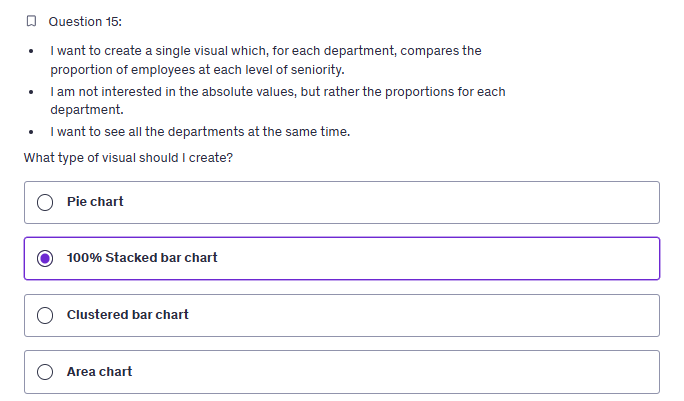 Question 15:
• I want to create a single visual which, for each department, compares the
proportion of employees at each level of seniority.
• I am not interested in the absolute values, but rather the proportions for each
department.
• I want to see all the departments at the same time.
What type of visual should I create?
Pie chart
100% Stacked bar chart
Clustered bar chart
Area chart